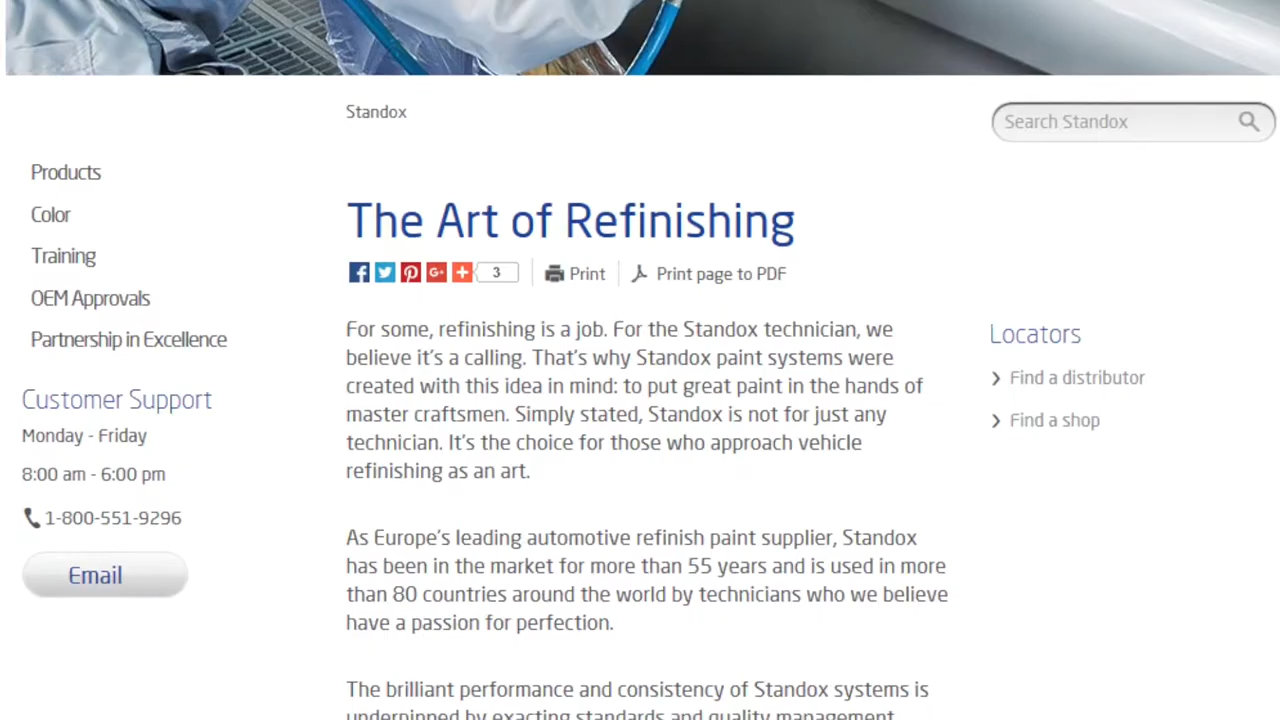 Standox
Search Standox
Products
Color
Training
OEM Approvals
Partnership in Excellence
Customer Support
Monday - Friday
8:00 am - 6:00 pm
1-800-551-9296
Email
The Art of Refinishing
3
Print
Print page to PDF
For some, refinishing is a job. For the Standox technician, we
believe it's a calling. That's why Standox paint systems were
created with this idea in mind: to put great paint in the hands of
master craftsmen. Simply stated, Standox is not for just any
technician. It's the choice for those who approach vehicle
refinishing as an art.
As Europe's leading automotive refinish paint supplier, Standox
has been in the market for more than 55 years and is used in more
than 80 countries around the world by technicians who we believe
have a passion for perfection.
The brilliant performance and consistency of Standox systems is
underpinned by exacting standards and quality management
Locators
Find a distributor
Find a shop